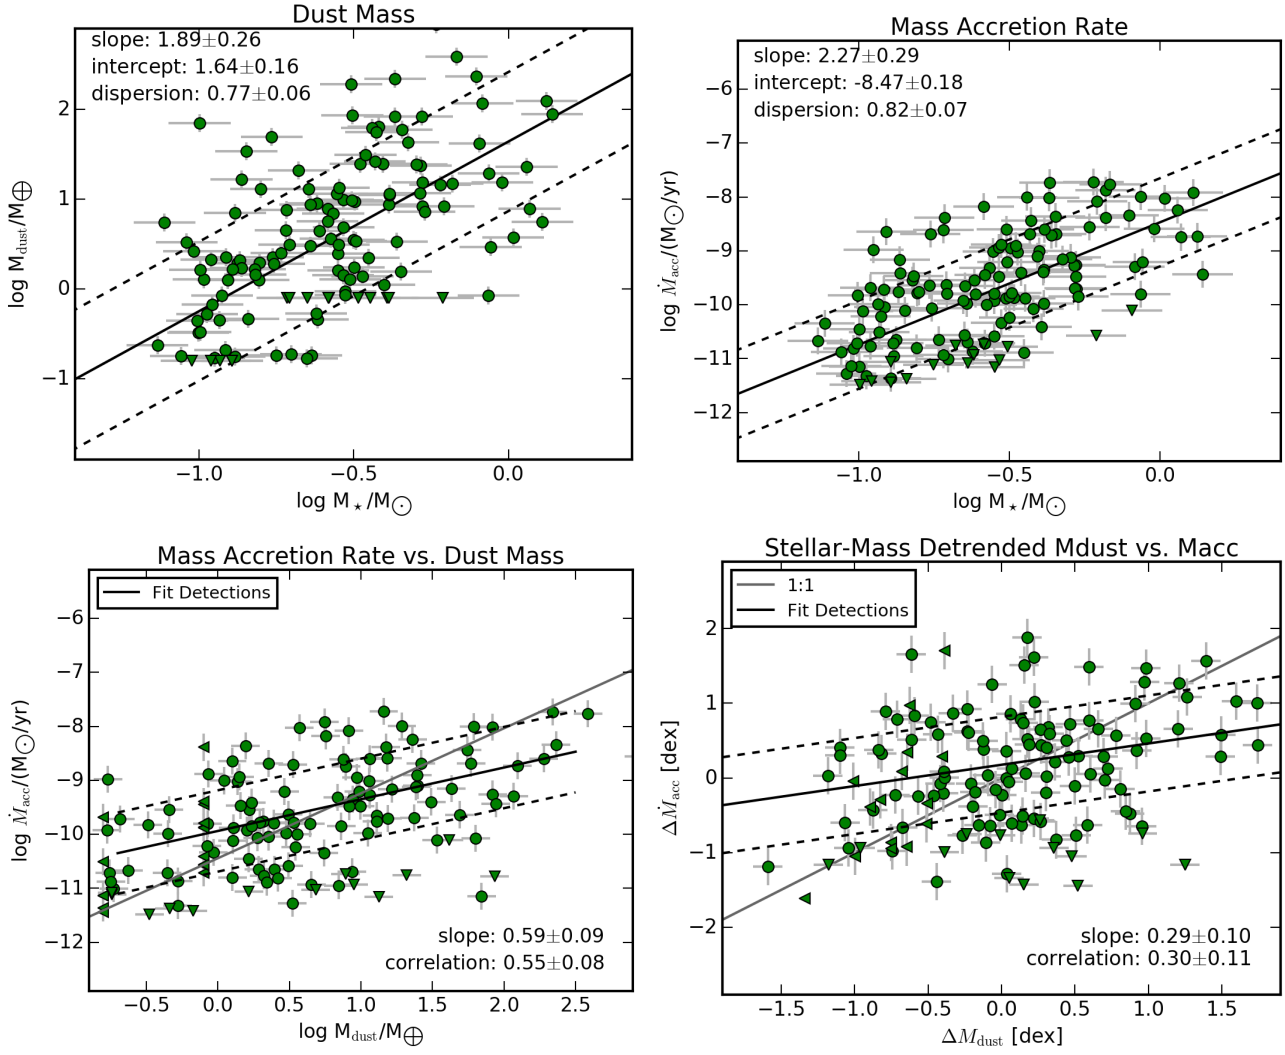 Dust Mass
slope: 1.89±0.26
intercept: 1.64±0.16
dispersion: 0.77±0.06
2
1
0
−1
log M_dust/M⨁
−1.0 −0.5 0.0
log M⋆/M⨀
Mass Accretion Rate
slope: 2.27±0.29
intercept: -8.47±0.18
dispersion: 0.82±0.07
−6
−7
−8
−9
−10
−11
−12
log Ṁ_acc/(M⨀/yr)
−1.0 −0.5 0.0
log M⋆/M⨀
Mass Accretion Rate vs. Dust Mass
Fit Detections
−6
−7
−8
−9
−10
−11
−12
log Ṁ_acc/(M⨀/yr)
slope: 0.59±0.09
correlation: 0.55±0.08
−0.5 0.0 0.5 1.0 1.5 2.0 2.5
log M_dust/M⨁
Stellar-Mass Detrended Mdust vs. Macc
1:1
Fit Detections
2
1
0
−1
−2
ΔṀ_acc [dex]
slope: 0.29±0.10
correlation: 0.30±0.11
−1.5 −1.0 −0.5 0.0 0.5 1.0 1.5
ΔM_dust [dex]